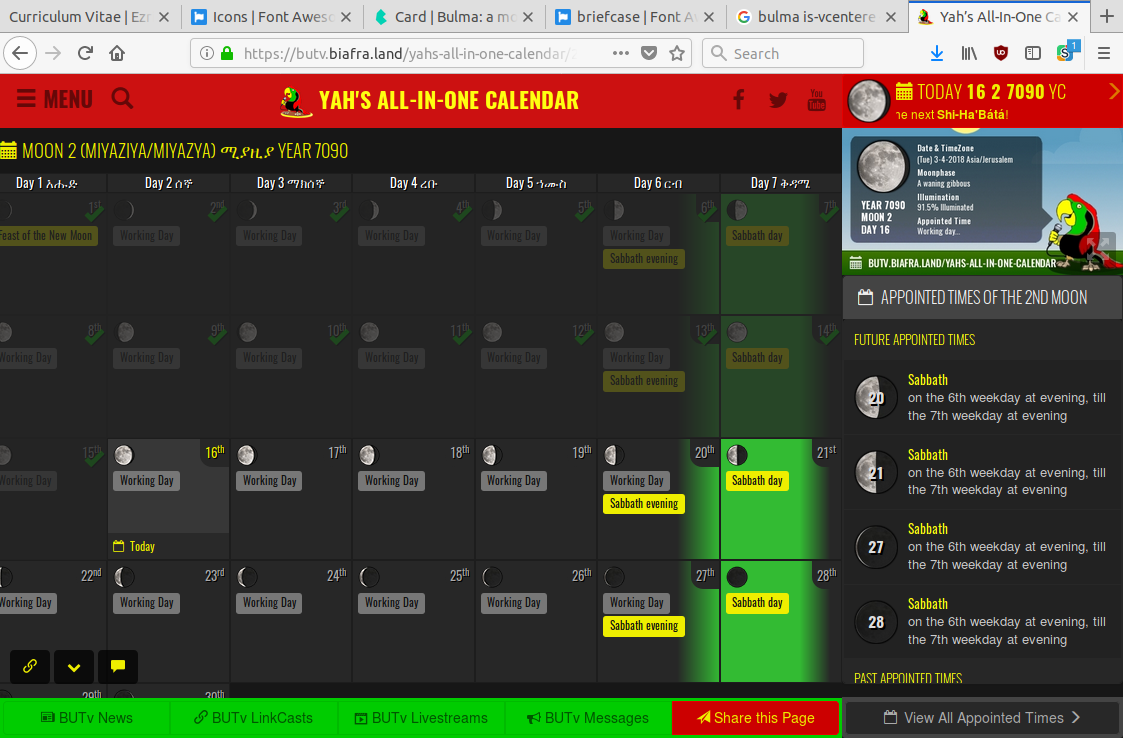 Curriculum Vitae | Ezr
Icons | Font Aweso
Card | Bulma: a mo
briefcase | Font Aw
bulma is-vcentere
Yah's All-In-One Ca
https://butv.biafra.land/yahs-all-in-one-calendar/
Search
1
MENU
YAH'S ALL-IN-ONE CALENDAR
You Tube
TODAY 16 2 7090 YC
he next Shi-Ha'Bátá!
MOON 2 (MIYAZIYA/MIYAZYA) ሚያዚያ YEAR 7090
Day 1 እሑድ Day 2 ሰኞ Day 3 ማክሰኞ Day 4 ረቡ Day 5 ኀሙስ Day 6 ዓርብ Day 7 ቅዳሜ
1st 2nd 3rd 4th 5th 6th 7th
Feast of the New Moon Working Day Working Day Working Day Working Day Working Day Sabbath day
Sabbath evening
8th 9th 10th 11th 12th 13th 14th
Working Day Working Day Working Day Working Day Working Day Working Day Sabbath day
Sabbath evening
15th 16th 17th 18th 19th 20th 21st
Working Day Working Day Working Day Working Day Working Day Working Day Sabbath day
Sabbath evening
Today
22nd 23rd 24th 25th 26th 27th 28th
Working Day Working Day Working Day Working Day Working Day Working Day Sabbath day
Sabbath evening
29th 30th
Date & TimeZone
(Tue) 3-4-2018 Asia/Jerusalem
Moonphase
A waning gibbous
Illumination
91.5% Illuminated
Appointed Time
Working day...
YEAR 7090
MOON 2
DAY 16
BUTV.BIAFRA.LAND/YAHS-ALL-IN-ONE-CALENDAR
APPOINTED TIMES OF THE 2ND MOON
FUTURE APPOINTED TIMES
20
Sabbath
on the 6th weekday at evening, till
the 7th weekday at evening
21
Sabbath
on the 6th weekday at evening, till
the 7th weekday at evening
27
Sabbath
on the 6th weekday at evening, till
the 7th weekday at evening
28
Sabbath
on the 6th weekday at evening, till
the 7th weekday at evening
PAST APPOINTED TIMES
BUTv News BUTv LinkCasts BUTv Livestreams BUTv Messages Share this Page View All Appointed Times